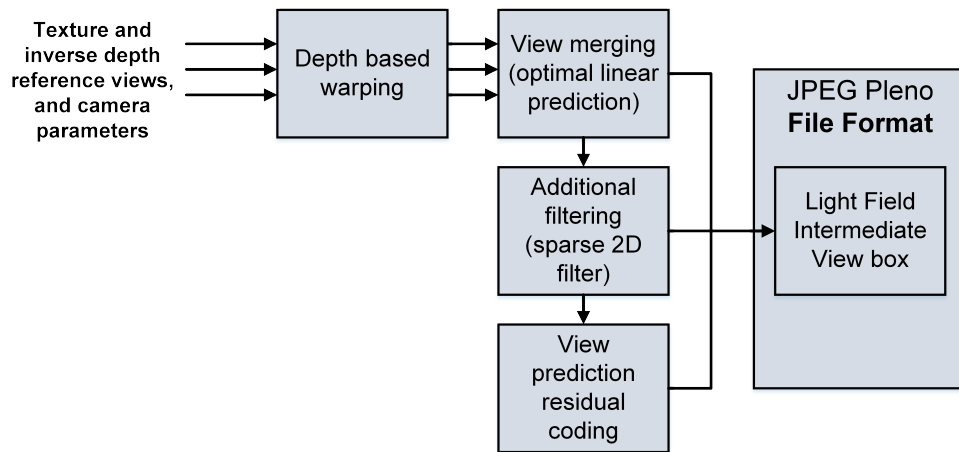 Texture and
inverse depth
reference views,
and camera
parameters
Depth based
warping
View merging
(optimal linear
prediction)
Additional
filtering
(sparse 2D
filter)
View
prediction
residual
coding
JPEG Pleno
File Format
Light Field
Intermediate
View box